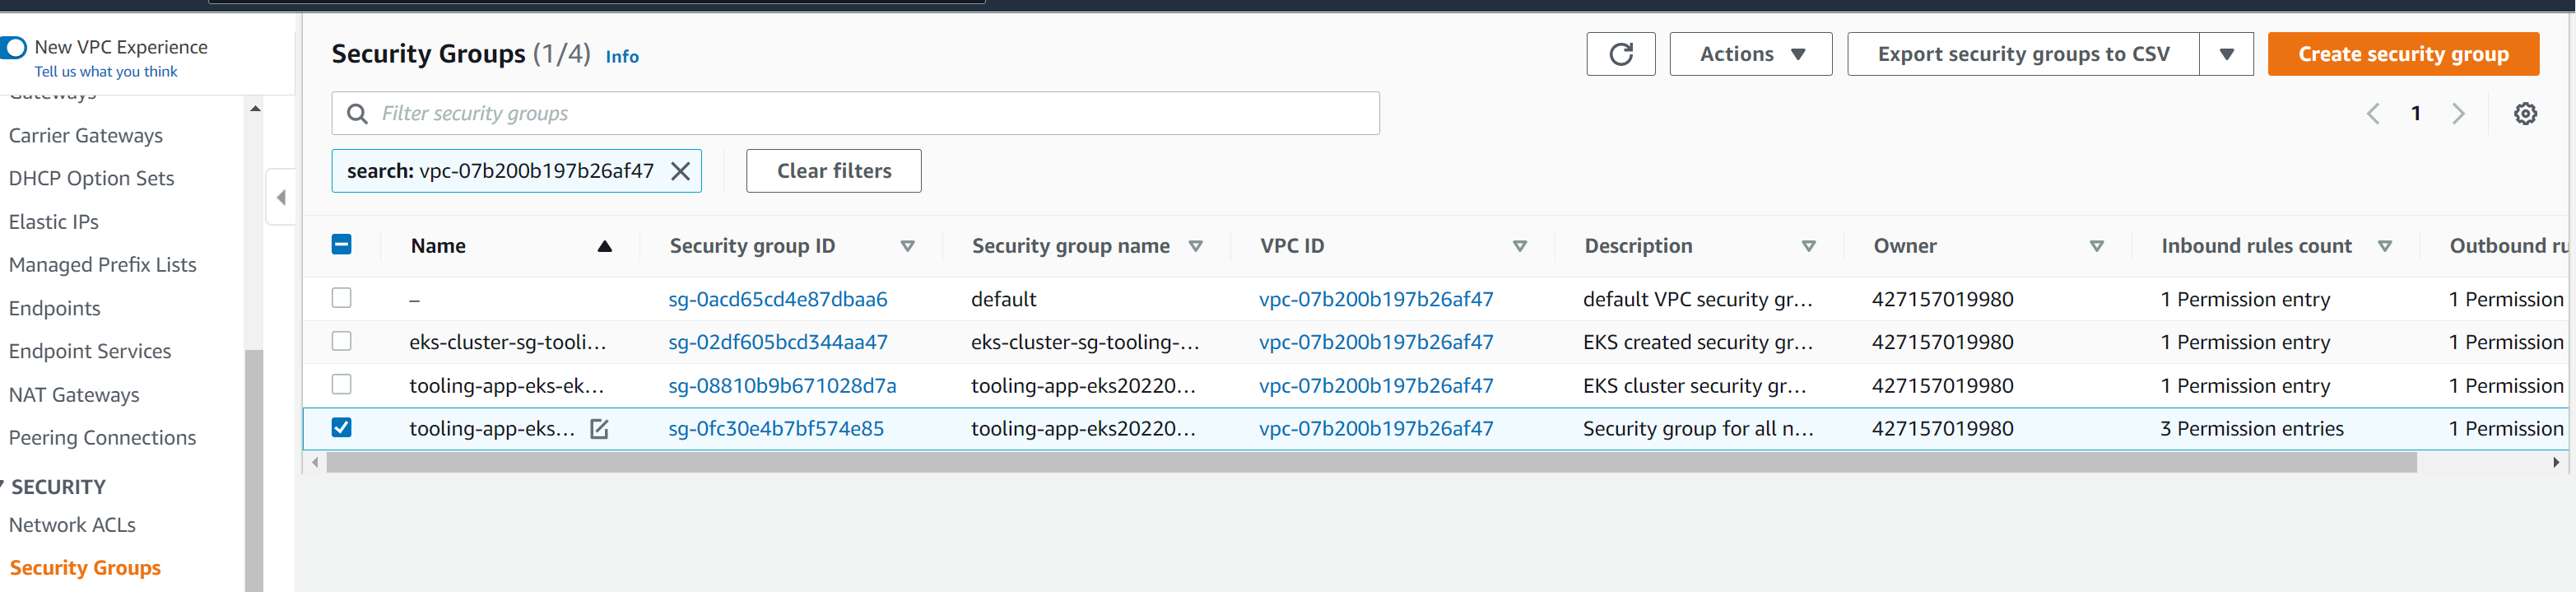 New VPC Experience
Tell us what you think
Gateways
Carrier Gateways
DHCP Option Sets
Elastic IPs
Managed Prefix Lists
Endpoints
Endpoint Services
NAT Gateways
Peering Connections
SECURITY
Network ACLs
Security Groups
Security Groups (1/4) Info
Actions
Export security groups to CSV
Create security group
Filter security groups
1
search: vpc-07b200b197b26af47
Clear filters
Name Security group ID Security group name VPC ID Description Owner Inbound rules count Outbound ru
– sg-0acd65cd4e87dbaa6 default vpc-07b200b197b26af47 default VPC security gr... 427157019980 1 Permission entry 1 Permission
eks-cluster-sg-tooli... sg-02df605bcd344aa47 eks-cluster-sg-tooling-... vpc-07b200b197b26af47 EKS created security gr... 427157019980 1 Permission entry 1 Permission
tooling-app-eks-ek... sg-08810b9b671028d7a tooling-app-eks20220... vpc-07b200b197b26af47 EKS cluster security gr... 427157019980 1 Permission entry 1 Permission
tooling-app-eks... sg-0fc30e4b7bf574e85 tooling-app-eks20220... vpc-07b200b197b26af47 Security group for all n... 427157019980 3 Permission entries 1 Permission